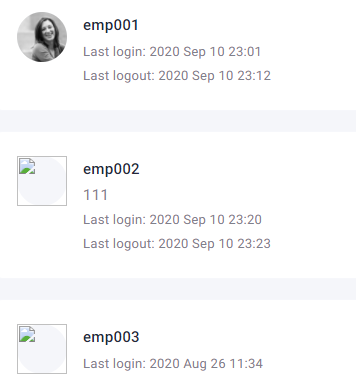 emp001
Last login: 2020 Sep 10 23:01
Last logout: 2020 Sep 10 23:12
emp002
111
Last login: 2020 Sep 10 23:20
Last logout: 2020 Sep 10 23:23
emp003
Last login: 2020 Aug 26 11:34